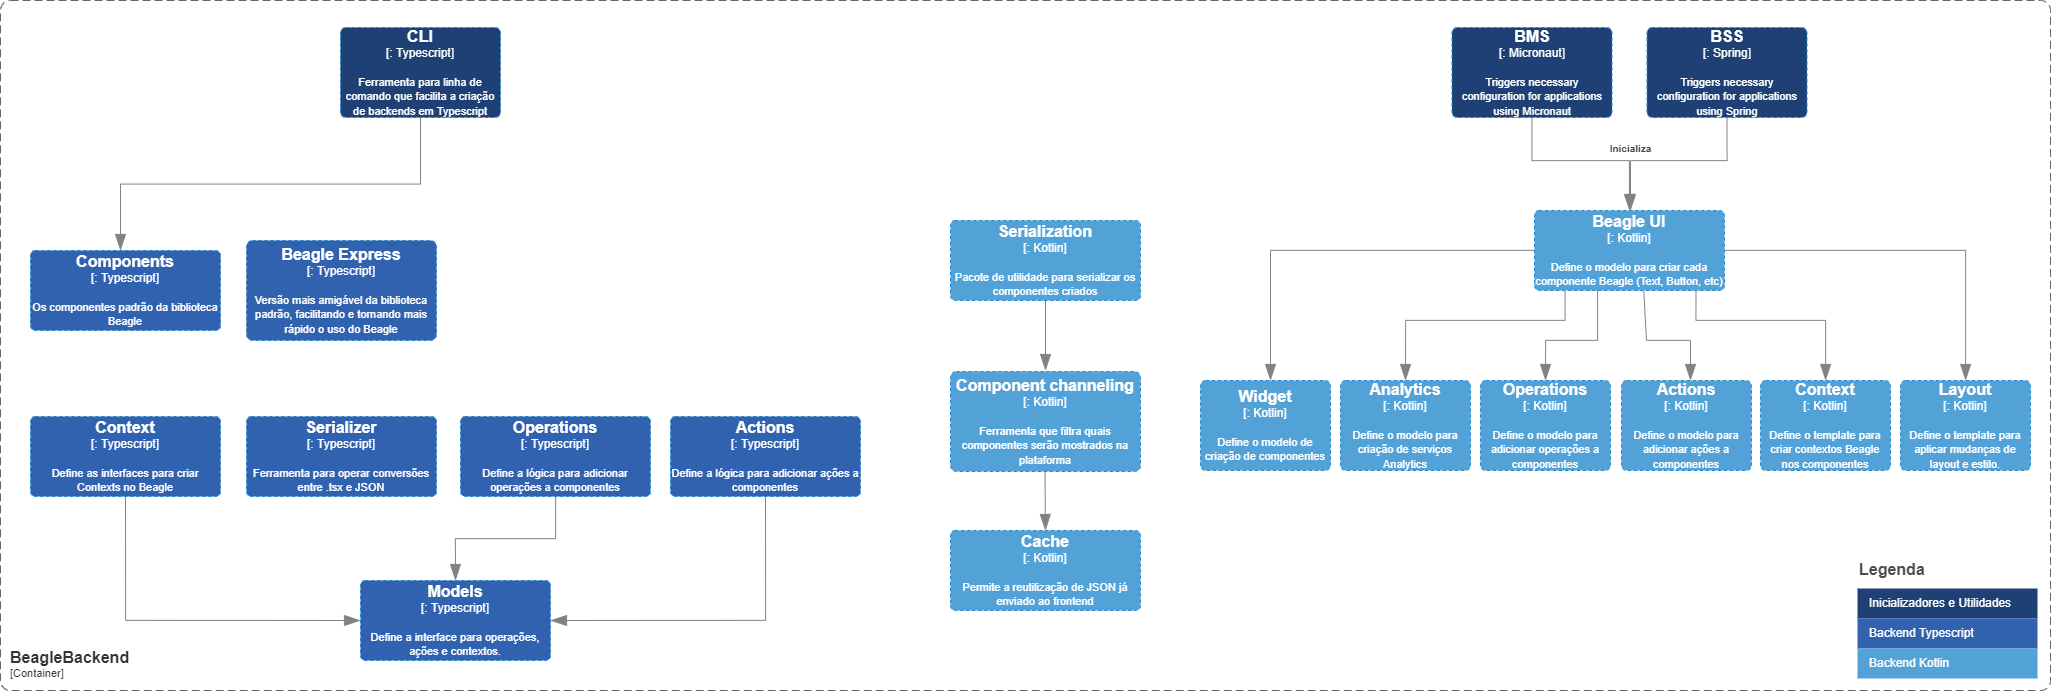 CLI
[: Typescript]
Ferramenta para linha de
comando que facilita a criação
de backends em Typescript
BMS
[: Micronaut]
Triggers necessary
configuration for applications
using Micronaut
BSS
[: Spring]
Triggers necessary
configuration for applications
using Spring
Inicializa
Components
[: Typescript]
Os componentes padrão da biblioteca
Beagle
Beagle Express
[: Typescript]
Versão mais amigável da biblioteca
padrão, facilitando e tornando mais
rápido o uso do Beagle
Serialization
[: Kotlin]
Pacote de utilidade para serializar os
componentes criados
Beagle UI
[: Kotlin]
Define o modelo para criar cada
componente Beagle (Text, Button, etc)
Component channeling
[: Kotlin]
Ferramenta que filtra quais
componentes serão mostrados na
plataforma
Widget
[: Kotlin]
Define o modelo de
criação de componentes
Analytics
[: Kotlin]
Define o modelo para
criação de serviços
Analytics
Operations
[: Kotlin]
Define o modelo para
adicionar operações a
componentes
Actions
[: Kotlin]
Define o modelo para
adicionar ações a
componentes
Context
[: Kotlin]
Define o template para
criar contextos Beagle
nos componentes
Layout
[: Kotlin]
Define o template para
aplicar mudanças de
layout e estilo.
Context
[: Typescript]
Define as interfaces para criar
Contexts no Beagle
Serializer
[: Typescript]
Ferramenta para operar conversões
entre .tsx e JSON
Operations
[: Typescript]
Define a lógica para adicionar
operações a componentes
Actions
[: Typescript]
Define a lógica para adicionar ações a
componentes
Cache
[: Kotlin]
Permite a reutilização de JSON já
enviado ao frontend
Models
[: Typescript]
Define a interface para operações,
ações e contextos.
Legenda
Inicializadores e Utilidades
Backend Typescript
Backend Kotlin
BeagleBackend
[Container]